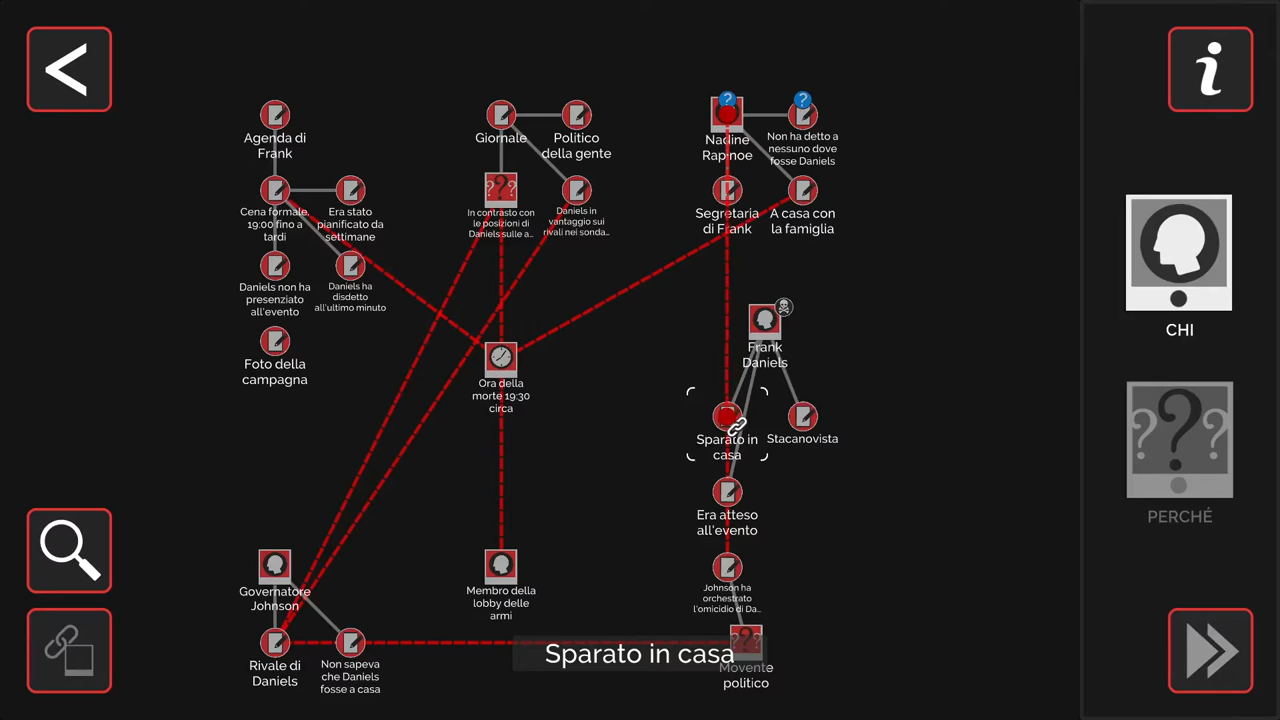 Agenda di
Frank
Giornale
Politico
della gente
Nadine
Rapinoe
Non ha detto a
nessuno dove
fosse Daniels
Cena formale,
19:00 fino a
tardi
Era stato
pianificato da
settimane
In contrasto con
le posizioni di
Daniels sulle a...
Daniels in
vantaggio sui
rivali nei sonda...
Segretaria
di Frank
A casa con
la famiglia
Daniels non ha
presenziato
all'evento
Daniels ha
disdetto
all'ultimo minuto
Foto della
campagna
Ora della
morte 19:30
circa
Frank
Daniels
Sparato in
casa
Stacanovista
Era atteso
all'evento
Governatore
Johnson
Membro della
lobby delle
armi
Johnson ha
orchestrato
l'omicidio di Da...
Rivale di
Daniels
Non sapeva
che Daniels
fosse a casa
Movente
politico
Sparato in casa
CHI
PERCHÉ